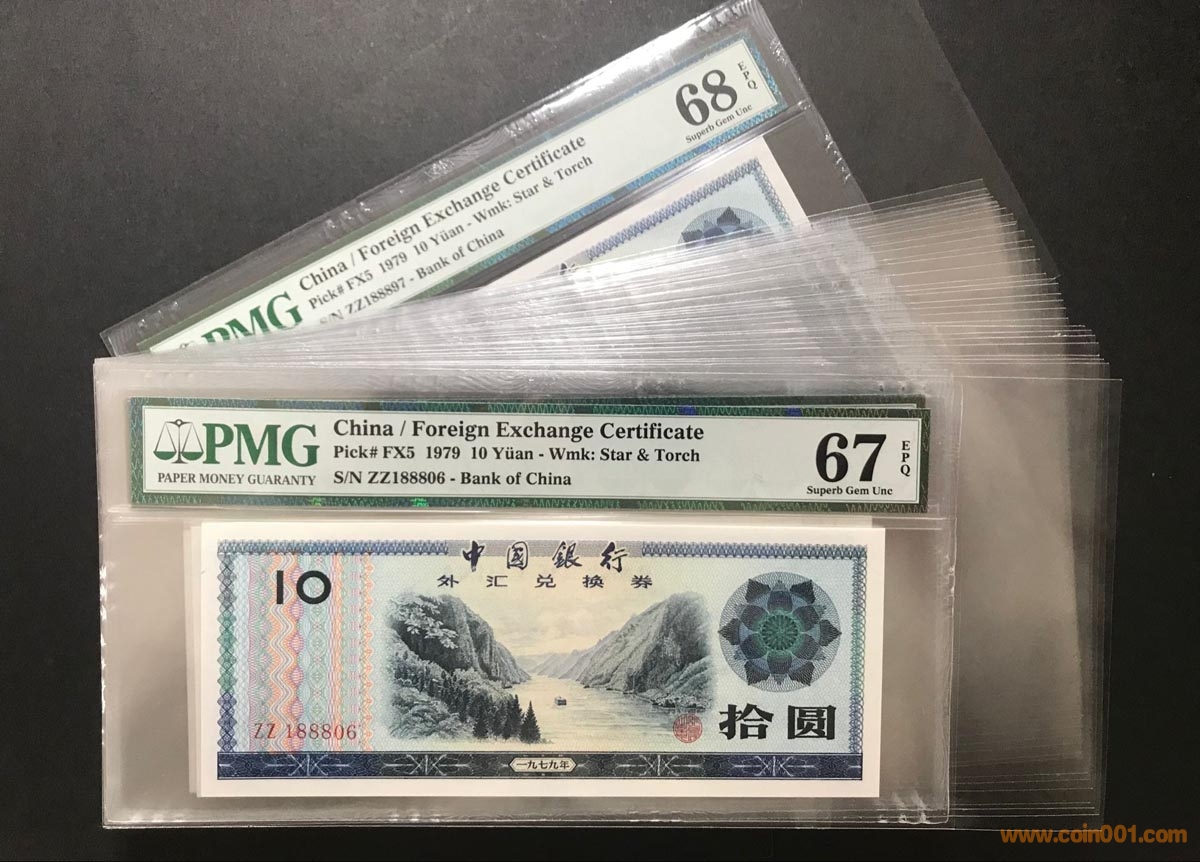 68 EPQ
Superb Gem Unc
China / Foreign Exchange Certificate
Pick# FX5 1979 10 Yüan - Wmk: Star & Torch
S/N ZZ188897 - Bank of China
PMG
PMG
PAPER MONEY GUARANTY
China / Foreign Exchange Certificate
Pick# FX5 1979 10 Yüan - Wmk: Star & Torch
S/N ZZ188806 - Bank of China
67 EPQ
Superb Gem Unc
中國銀行
外汇兑换券
10
ZZ 188806
拾圆
一九七九年
www.coin001.com